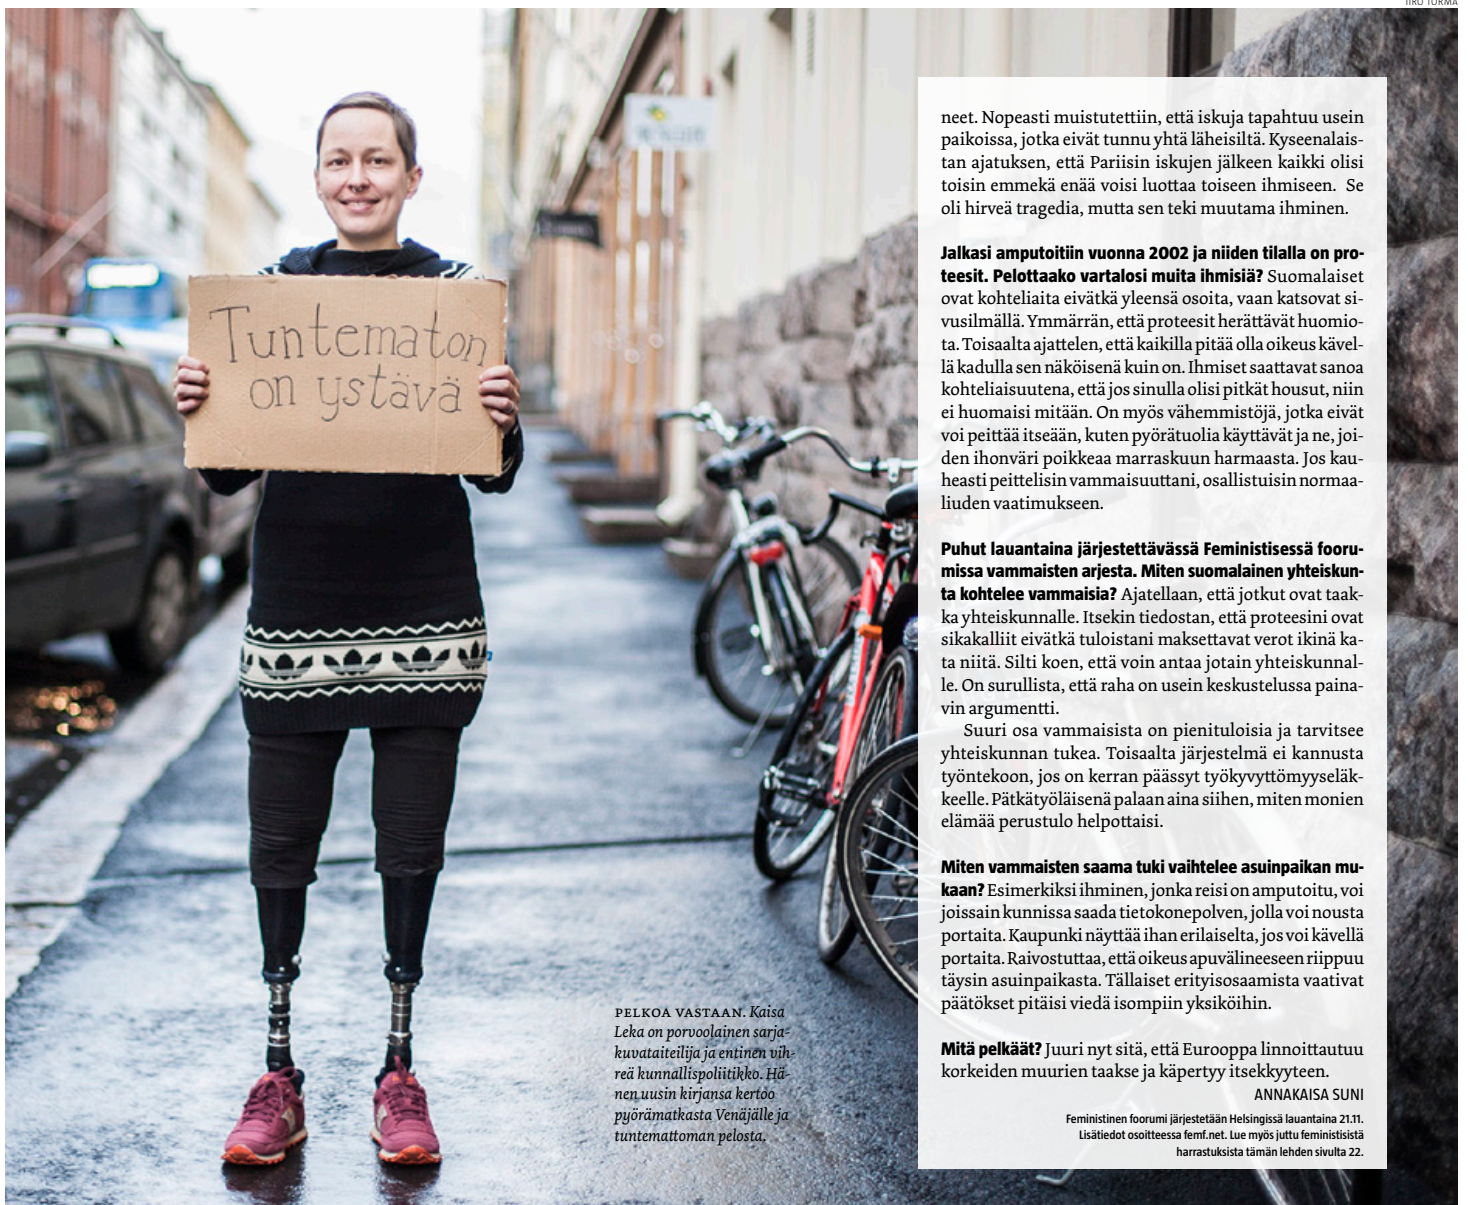 Tuntematon
on ystävä
neet. Nopeasti muistutettiin, että iskuja tapahtuu usein
paikoissa, jotka eivät tunnu yhtä läheisiltä. Kyseenalais-
tan ajatuksen, että Pariisin iskujen jälkeen kaikki olisi
toisin emmekä enää voisi luottaa toiseen ihmiseen. Se
oli hirveä tragedia, mutta sen teki muutama ihminen.
Jalkasi amputoitiin vuonna 2002 ja niiden tilalla on pro-
teesit. Pelottaako vartalosi muita ihmisiä? Suomalaiset
ovat kohteliaita eivätkä yleensä osoita, vaan katsovat si-
vusilmällä. Ymmärrän, että proteesit herättävät huomio-
ta. Toisaalta ajattelen, että kaikilla pitää olla oikeus kävel-
lä kadulla sen näköisenä kuin on. Ihmiset saattavat sanoa
kohteliaisuutena, että jos sinulla olisi pitkät housut, niin
ei huomaisi mitään. On myös vähemmistöjä, jotka eivät
voi peittää itseään, kuten pyörätuolia käyttävät ja ne, joi-
den ihonväri poikkeaa marraskuun harmaasta. Jos kau-
heasti peittelisin vammaisuuttani, osallistuisin normaa-
liuden vaatimukseen.
Puhut lauantaina järjestettävässä Feministisessä fooru-
missa vammaisten arjesta. Miten suomalainen yhteiskun-
ta kohtelee vammaisia? Ajatellaan, että jotkut ovat taak-
ka yhteiskunnalle. Itsekin tiedostan, että proteesini ovat
sikakalliit eivätkä tuloistani maksettavat verot ikinä ka-
ta niitä. Silti koen, että voin antaa jotain yhteiskunnal-
le. On surullista, että raha on usein keskustelussa paina-
vin argumentti.
Suuri osa vammaisista on pienituloisia ja tarvitsee
yhteiskunnan tukea. Toisaalta järjestelmä ei kannusta
työntekoon, jos on kerran päässyt työkyvyttömyyseläk-
keelle. Pätkätyöläisenä palaan aina siihen, miten monien
elämää perustulo helpottaisi.
Miten vammaisten saama tuki vaihtelee asuinpaikan mu-
kaan? Esimerkiksi ihminen, jonka reisi on amputoitu, voi
joissain kunnissa saada tietokonepolven, jolla voi nousta
portaita. Kaupunki näyttää ihan erilaiselta, jos voi kävellä
portaita. Raivostuttaa, että oikeus apuvälineeseen riippuu
täysin asuinpaikasta. Tällaiset erityisosaamista vaativat
päätökset pitäisi viedä isompiin yksiköihin.
Mitä pelkäät? Juuri nyt sitä, että Eurooppa linnoittautuu
korkeiden muurien taakse ja käpertyy itsekkyyteen.
ANNAKAISA SUNI
Feministinen foorumi järjestetään Helsingissä lauantaina 21.11.
Lisätiedot osoitteessa femf.net. Lue myös juttu feministisistä
harrastuksista tämän lehden sivulta 22.
PELKOA VASTAAN. Kaisa
Leka on porvoolainen sarja-
kuvataiteilija ja entinen vih-
reä kunnallispoliitikko. Hä-
nen uusin kirjansa kertoo
pyörämatkasta Venäjälle ja
tuntemattoman pelosta.